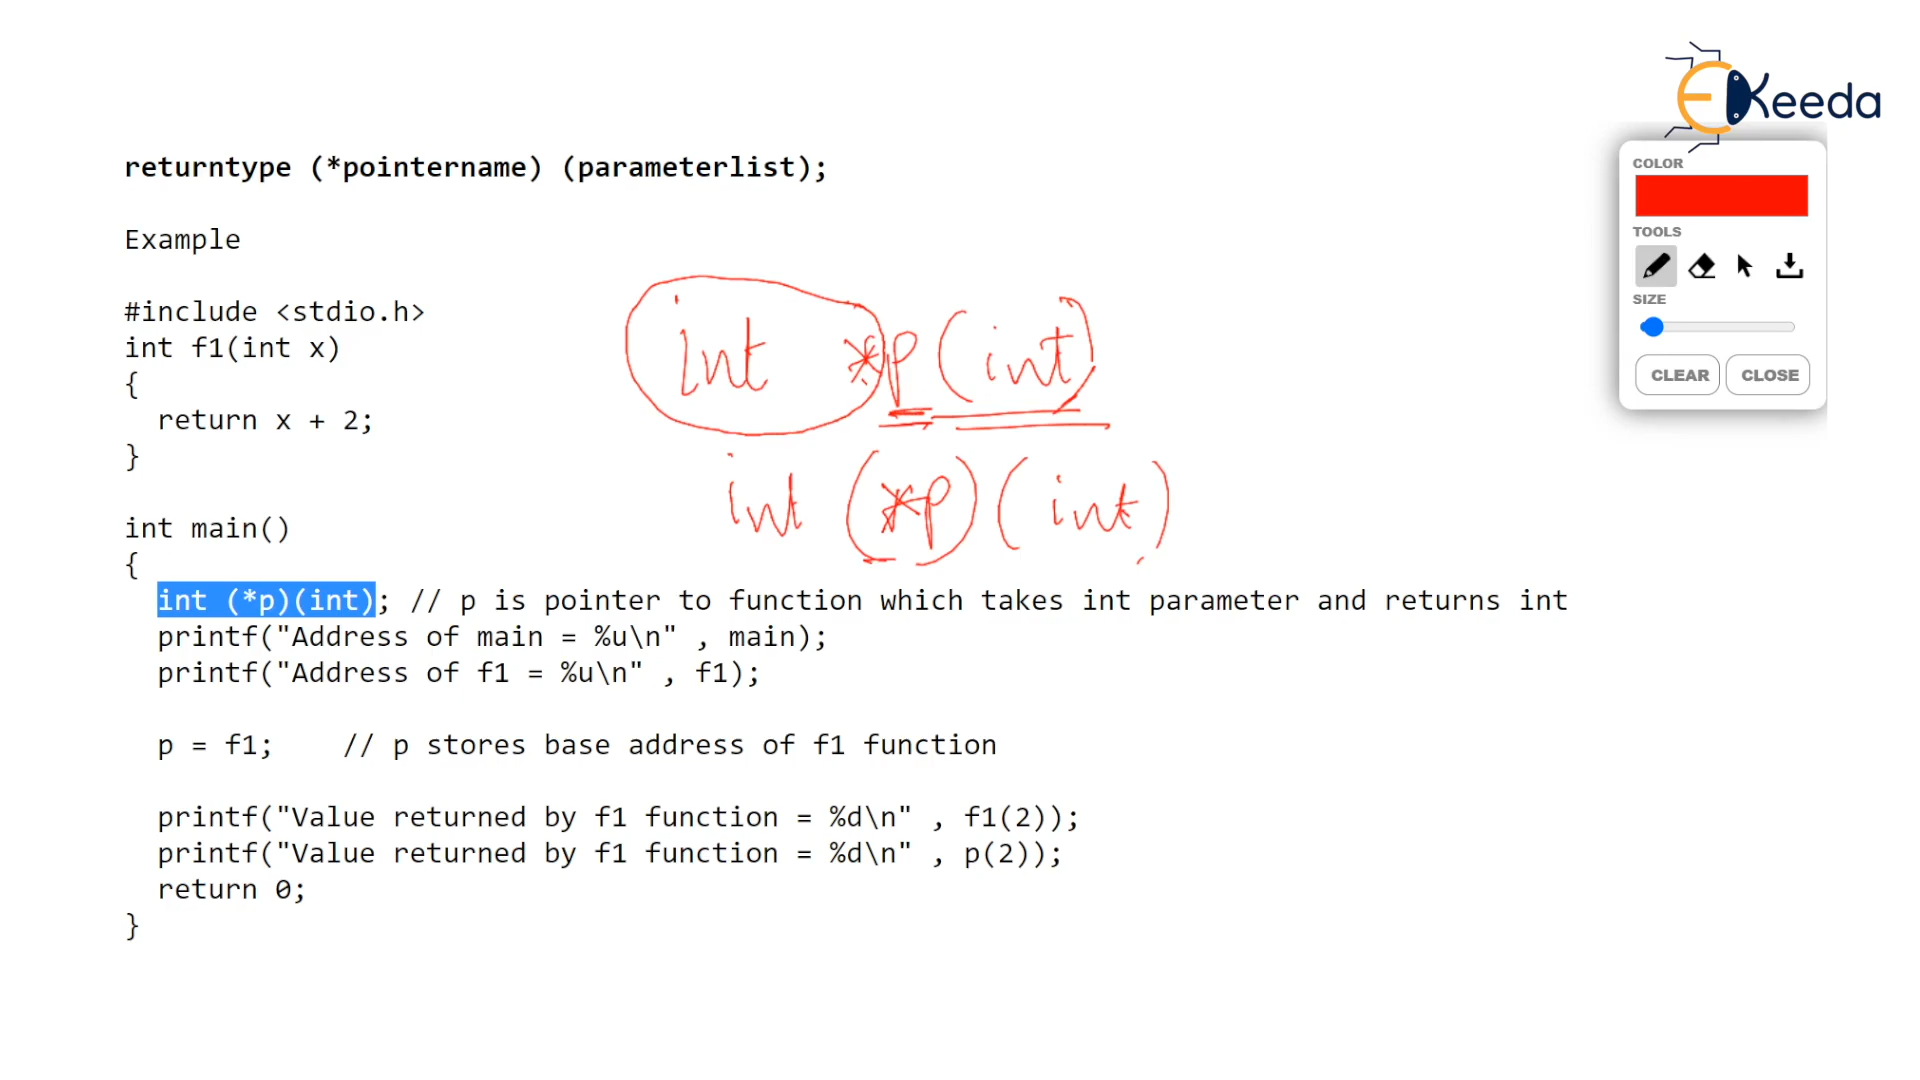 EKeeda
returntype (*pointername) (parameterlist);
COLOR
TOOLS
SIZE
CLEAR CLOSE
Example
#include <stdio.h>
int f1(int x)
{
return x + 2;
}
int *p (int)
int (*p) (int)
int main()
{
int (*p)(int); // p is pointer to function which takes int parameter and returns int
printf("Address of main = %u\n" , main);
printf("Address of f1 = %u\n" , f1);
p = f1; // p stores base address of f1 function
printf("Value returned by f1 function = %d\n" , f1(2));
printf("Value returned by f1 function = %d\n" , p(2));
return 0;
}